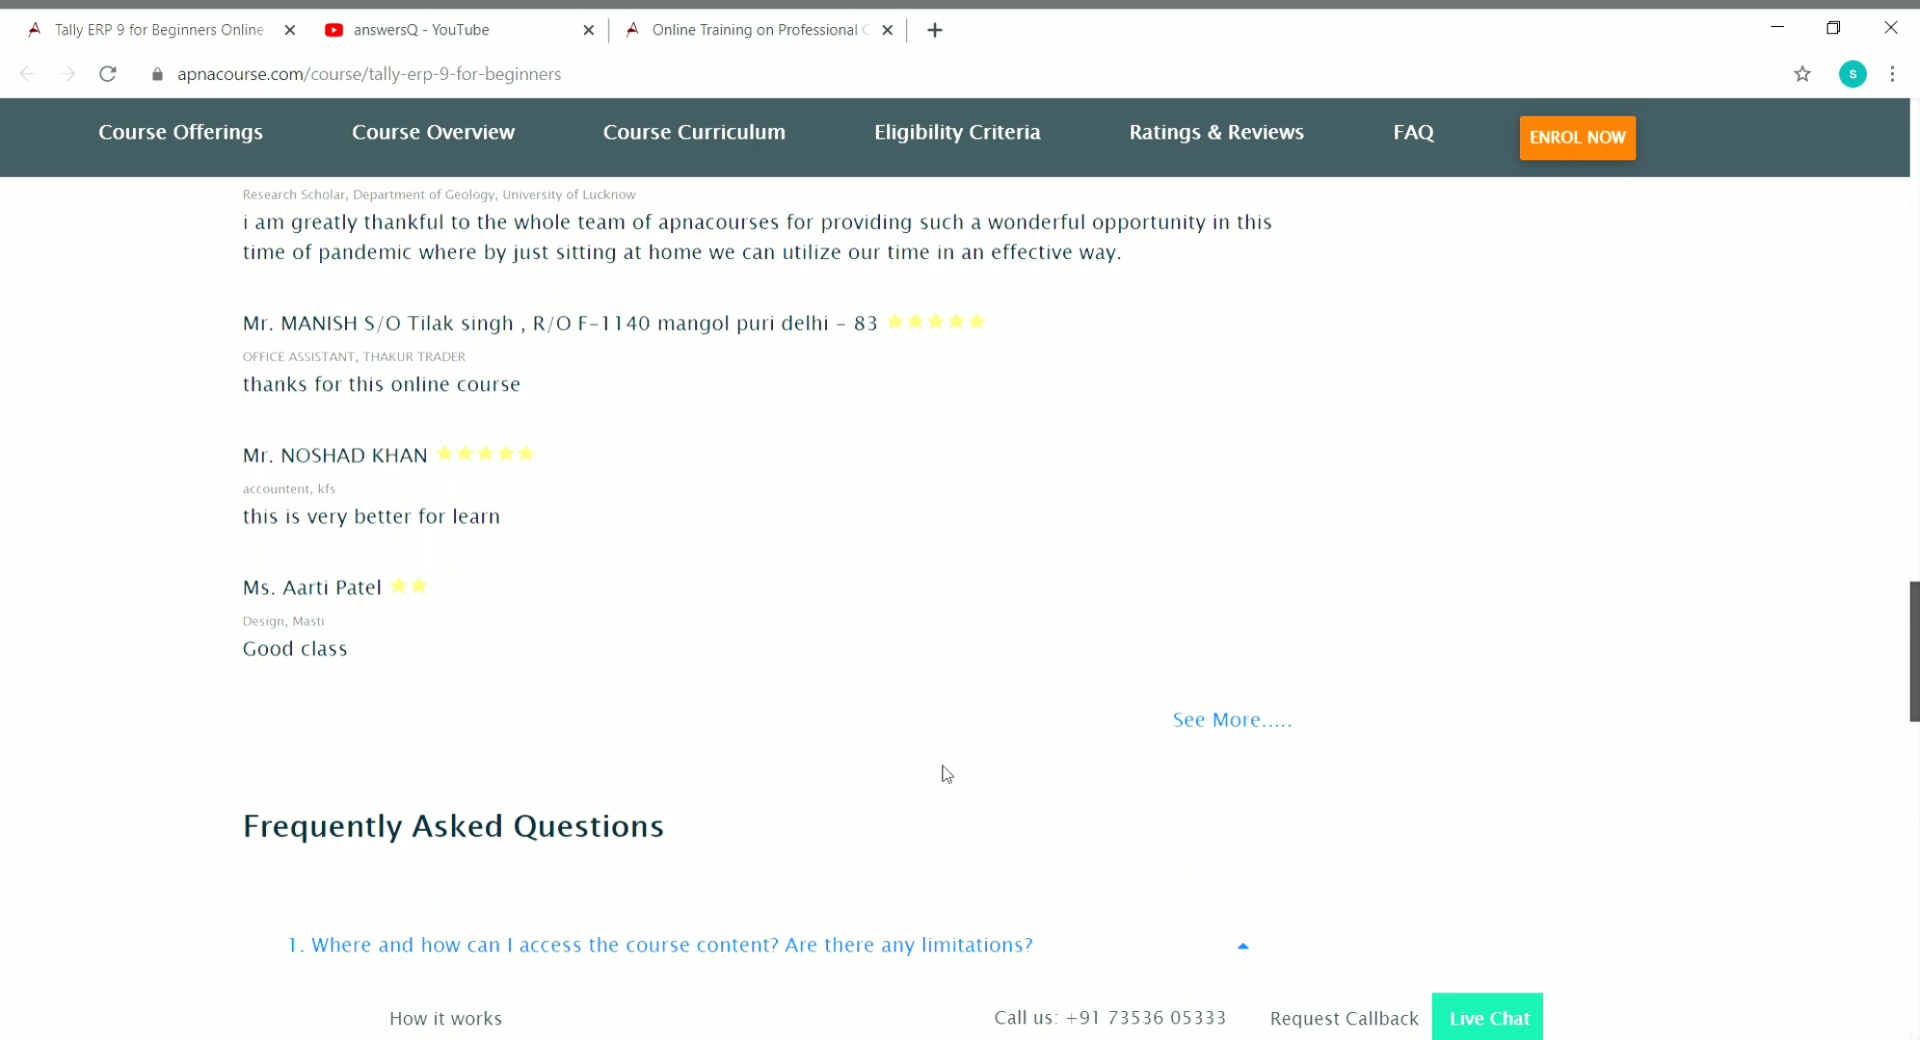 Tally ERP 9 for Beginners Online
answersQ - YouTube
Online Training on Professional C
apnacourse.com/course/tally-erp-9-for-beginners
S
Course Offerings
Course Overview
Course Curriculum
Eligibility Criteria
Ratings & Reviews
FAQ
ENROL NOW
Research Scholar, Department of Geology, University of Lucknow
i am greatly thankful to the whole team of apnacourses for providing such a wonderful opportunity in this
time of pandemic where by just sitting at home we can utilize our time in an effective way.
Mr. MANISH S/O Tilak singh , R/O F-1140 mangol puri delhi - 83
OFFICE ASSISTANT, THAKUR TRADER
thanks for this online course
Mr. NOSHAD KHAN
accountent, kfs
this is very better for learn
Ms. Aarti Patel
Design, Masti
Good class
See More.....
Frequently Asked Questions
1. Where and how can I access the course content? Are there any limitations?
How it works
Call us: +91 73536 05333
Request Callback
Live Chat